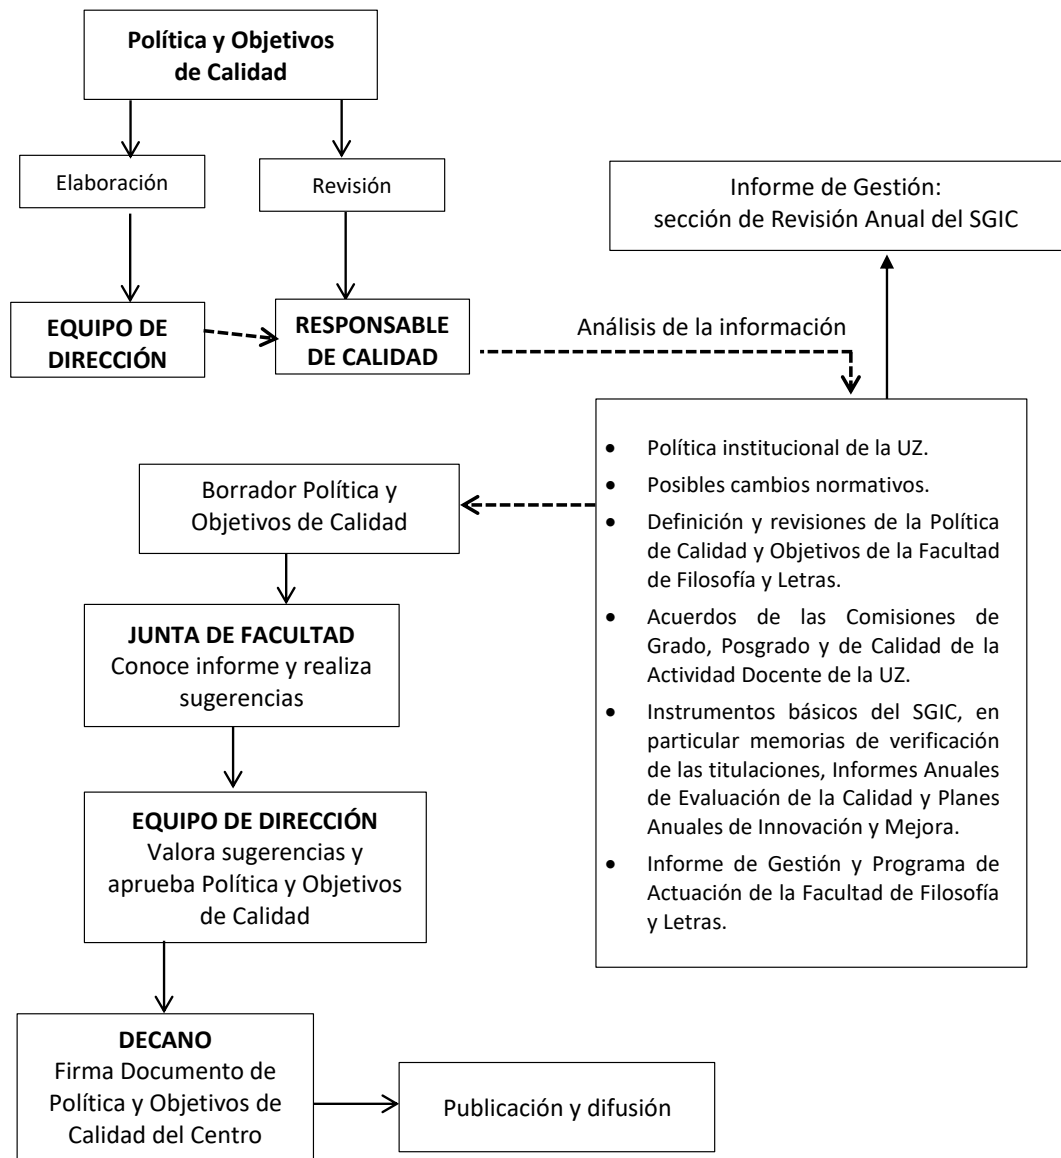 Política y Objetivos
de Calidad
Elaboración
Revisión
Informe de Gestión:
sección de Revisión Anual del SGIC
EQUIPO DE
DIRECCIÓN
RESPONSABLE
DE CALIDAD
Análisis de la información
• Política institucional de la UZ.
• Posibles cambios normativos.
• Definición y revisiones de la Política
de Calidad y Objetivos de la Facultad
de Filosofía y Letras.
• Acuerdos de las Comisiones de
Grado, Posgrado y de Calidad de la
Actividad Docente de la UZ.
• Instrumentos básicos del SGIC, en
particular memorias de verificación
de las titulaciones, Informes Anuales
de Evaluación de la Calidad y Planes
Anuales de Innovación y Mejora.
• Informe de Gestión y Programa de
Actuación de la Facultad de Filosofía
y Letras.
Borrador Política y
Objetivos de Calidad
JUNTA DE FACULTAD
Conoce informe y realiza
sugerencias
EQUIPO DE DIRECCIÓN
Valora sugerencias y
aprueba Política y Objetivos
de Calidad
DECANO
Firma Documento de
Política y Objetivos de
Calidad del Centro
Publicación y difusión